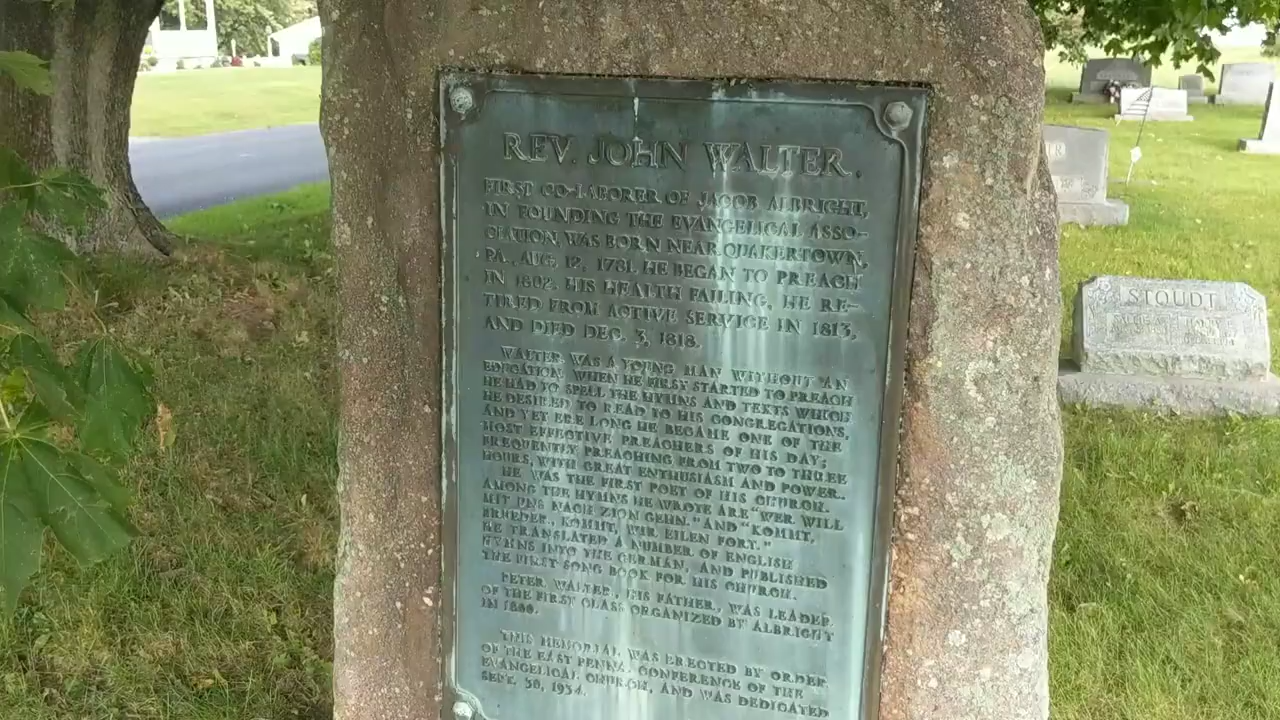 REV. JOHN WALTER.
FIRST CO-LABORER OF JACOB ALBRIGHT,
IN FOUNDING THE EVANGELICAL ASSO-
CIATION, WAS BORN NEAR QUAKERTOWN,
PA., AUG. 12, 1781. HE BEGAN TO PREACH
IN 1802. HIS HEALTH FAILING, HE RE-
TIRED FROM ACTIVE SERVICE IN 1813,
AND DIED DEC. 3, 1818.
WALTER WAS A YOUNG MAN WITHOUT AN
EDUCATION. WHEN HE FIRST STARTED TO PREACH
HE HAD TO SPELL THE HYMNS AND TEXTS WHICH
HE DESIRED TO READ TO HIS CONGREGATIONS,
AND YET ERE LONG HE BECAME ONE OF THE
MOST EFFECTIVE PREACHERS OF HIS DAY;
FREQUENTLY PREACHING FROM TWO TO THREE
HOURS, WITH GREAT ENTHUSIASM AND POWER.
HE WAS THE FIRST POET OF HIS CHURCH.
AMONG THE HYMNS HE WROTE ARE "WER WILL
MIT UNS NACH ZION GEHN." AND "KOMMT,
BRUEDER, KOMMT, WIR EILEN FORT."
HE TRANSLATED A NUMBER OF ENGLISH
HYMNS INTO THE GERMAN, AND PUBLISHED
THE FIRST SONG BOOK FOR HIS CHURCH.
PETER WALTER, HIS FATHER, WAS LEADER
OF THE FIRST CLASS ORGANIZED BY ALBRIGHT
IN
THIS MEMORIAL WAS ERECTED BY ORDER
OF THE EAST PENNA. CONFERENCE OF THE
EVANGELICAL CHURCH, AND WAS DEDICATED
SEPT. 30, 1934.
STOUDT